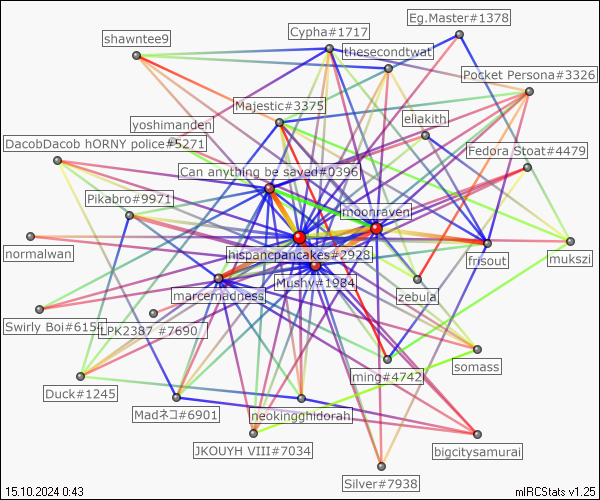 Eg.Master#1378
Cypha#1717
shawntee9
thesecondtwat
Pocket Persona#3326
Majestic#3375
eliakith
yoshimanden
DacobDacob hORNY police#5271
Fedora Stoat#4479
Can anything be saved#0396
Pikabro#9971
moonraven
normalwan
hispancpancakes#2928
frisout
mukszi
Mushy#1984
marcemadness
zebula
Swirly Boi#6154
LPK2387 #7690
somass
ming#4742
Duck#1245
Madネコ#6901
neokingghidorah
JKOUYH VIII#7034
bigcitysamurai
Silver#7938
15.10.2024 0:43
mIRCStats v1.25